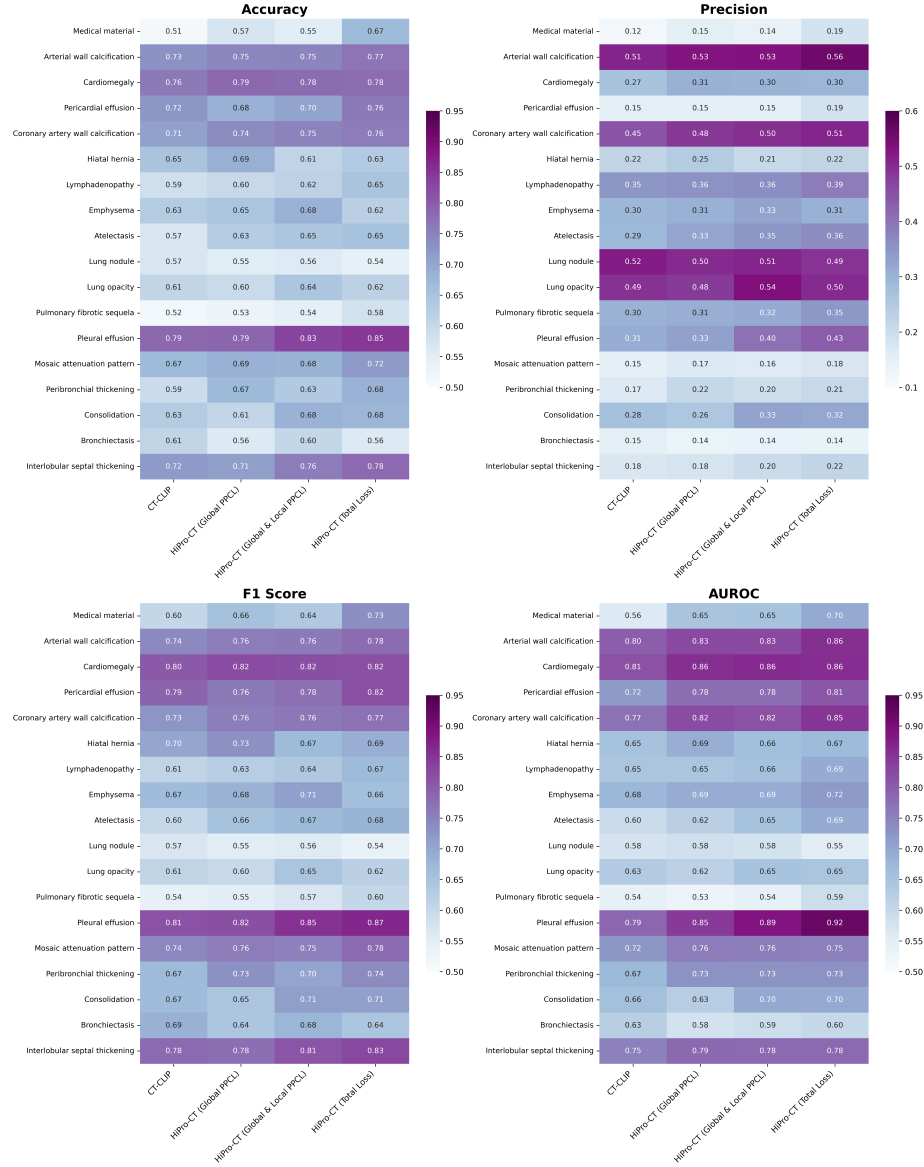 Accuracy
Medical material 0.51 0.57 0.55 0.67
Arterial wall calcification 0.73 0.75 0.75 0.77
Cardiomegaly 0.76 0.79 0.78 0.78
Pericardial effusion 0.72 0.68 0.70 0.76
Coronary artery wall calcification 0.71 0.74 0.75 0.76
Hiatal hernia 0.65 0.69 0.61 0.63
Lymphadenopathy 0.59 0.60 0.62 0.65
Emphysema 0.63 0.65 0.68 0.62
Atelectasis 0.57 0.63 0.65 0.65
Lung nodule 0.57 0.55 0.56 0.54
Lung opacity 0.61 0.60 0.64 0.62
Pulmonary fibrotic sequela 0.52 0.53 0.54 0.58
Pleural effusion 0.79 0.79 0.83 0.85
Mosaic attenuation pattern 0.67 0.69 0.68 0.72
Peribronchial thickening 0.59 0.67 0.63 0.68
Consolidation 0.63 0.61 0.68 0.68
Bronchiectasis 0.61 0.56 0.60 0.56
Interlobular septal thickening 0.72 0.71 0.76 0.78
CT-CLIP
HiPro-CT (Global PPCL)
HiPro-CT (Global & Local PPCL)
HiPro-CT (Total Loss)
0.95
0.90
0.85
0.80
0.75
0.70
0.65
0.60
0.55
0.50
Precision
Medical material 0.12 0.15 0.14 0.19
Arterial wall calcification 0.51 0.53 0.53 0.56
Cardiomegaly 0.27 0.31 0.30 0.30
Pericardial effusion 0.15 0.15 0.15 0.19
Coronary artery wall calcification 0.45 0.48 0.50 0.51
Hiatal hernia 0.22 0.25 0.21 0.22
Lymphadenopathy 0.35 0.36 0.36 0.39
Emphysema 0.30 0.31 0.33 0.31
Atelectasis 0.29 0.33 0.35 0.36
Lung nodule 0.52 0.50 0.51 0.49
Lung opacity 0.49 0.48 0.54 0.50
Pulmonary fibrotic sequela 0.30 0.31 0.32 0.35
Pleural effusion 0.31 0.33 0.40 0.43
Mosaic attenuation pattern 0.15 0.17 0.16 0.18
Peribronchial thickening 0.17 0.22 0.20 0.21
Consolidation 0.28 0.26 0.33 0.32
Bronchiectasis 0.15 0.14 0.14 0.14
Interlobular septal thickening 0.18 0.18 0.20 0.22
CT-CLIP
HiPro-CT (Global PPCL)
HiPro-CT (Global & Local PPCL)
HiPro-CT (Total Loss)
0.6
0.5
0.4
0.3
0.2
0.1
F1 Score
Medical material 0.60 0.66 0.64 0.73
Arterial wall calcification 0.74 0.76 0.76 0.78
Cardiomegaly 0.80 0.82 0.82 0.82
Pericardial effusion 0.79 0.76 0.78 0.82
Coronary artery wall calcification 0.73 0.76 0.76 0.77
Hiatal hernia 0.70 0.73 0.67 0.69
Lymphadenopathy 0.61 0.63 0.64 0.67
Emphysema 0.67 0.68 0.71 0.66
Atelectasis 0.60 0.66 0.67 0.68
Lung nodule 0.57 0.55 0.56 0.54
Lung opacity 0.61 0.60 0.65 0.62
Pulmonary fibrotic sequela 0.54 0.55 0.57 0.60
Pleural effusion 0.81 0.82 0.85 0.87
Mosaic attenuation pattern 0.74 0.76 0.75 0.78
Peribronchial thickening 0.67 0.73 0.70 0.74
Consolidation 0.67 0.65 0.71 0.71
Bronchiectasis 0.69 0.64 0.68 0.64
Interlobular septal thickening 0.78 0.78 0.81 0.83
CT-CLIP
HiPro-CT (Global PPCL)
HiPro-CT (Global & Local PPCL)
HiPro-CT (Total Loss)
0.95
0.90
0.85
0.80
0.75
0.70
0.65
0.60
0.55
0.50
AUROC
Medical material 0.56 0.65 0.65 0.70
Arterial wall calcification 0.80 0.83 0.83 0.86
Cardiomegaly 0.81 0.86 0.86 0.86
Pericardial effusion 0.72 0.78 0.78 0.81
Coronary artery wall calcification 0.77 0.82 0.82 0.85
Hiatal hernia 0.65 0.69 0.66 0.67
Lymphadenopathy 0.65 0.65 0.66 0.69
Emphysema 0.68 0.69 0.69 0.72
Atelectasis 0.60 0.62 0.65 0.69
Lung nodule 0.58 0.58 0.58 0.55
Lung opacity 0.63 0.62 0.65 0.65
Pulmonary fibrotic sequela 0.54 0.53 0.54 0.59
Pleural effusion 0.79 0.85 0.89 0.92
Mosaic attenuation pattern 0.72 0.76 0.76 0.75
Peribronchial thickening 0.67 0.73 0.73 0.73
Consolidation 0.66 0.63 0.70 0.70
Bronchiectasis 0.63 0.58 0.59 0.60
Interlobular septal thickening 0.75 0.79 0.78 0.78
CT-CLIP
HiPro-CT (Global PPCL)
HiPro-CT (Global & Local PPCL)
HiPro-CT (Total Loss)
0.95
0.90
0.85
0.80
0.75
0.70
0.65
0.60
0.55
0.50